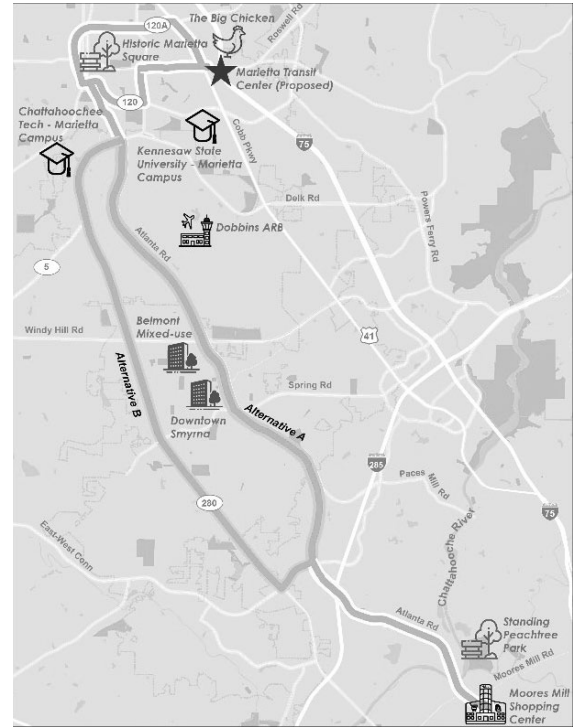 The Big Chicken
Roswell Rd
120A
Historic Marietta
Square
Marietta Transit
Center (Proposed)
120
Chattahoochee
Tech - Marietta
Campus
Kennesaw State
University - Marietta
Campus
Cobb Pkwy
75
Powers Ferry Rd
Delk Rd
Dobbins ARB
Atlanta Rd
5
Windy Hill Rd
Belmont
Mixed-use
41
Alternative B
Spring Rd
Downtown
Smyrna
Alternative A
285
Paces
Mill Rd
280
75
Chattahooche River
East-West Conn
Atlanta Rd
Standing
Peachtree
Park
Moores Mill Rd
Moores Mill
Shopping
Center